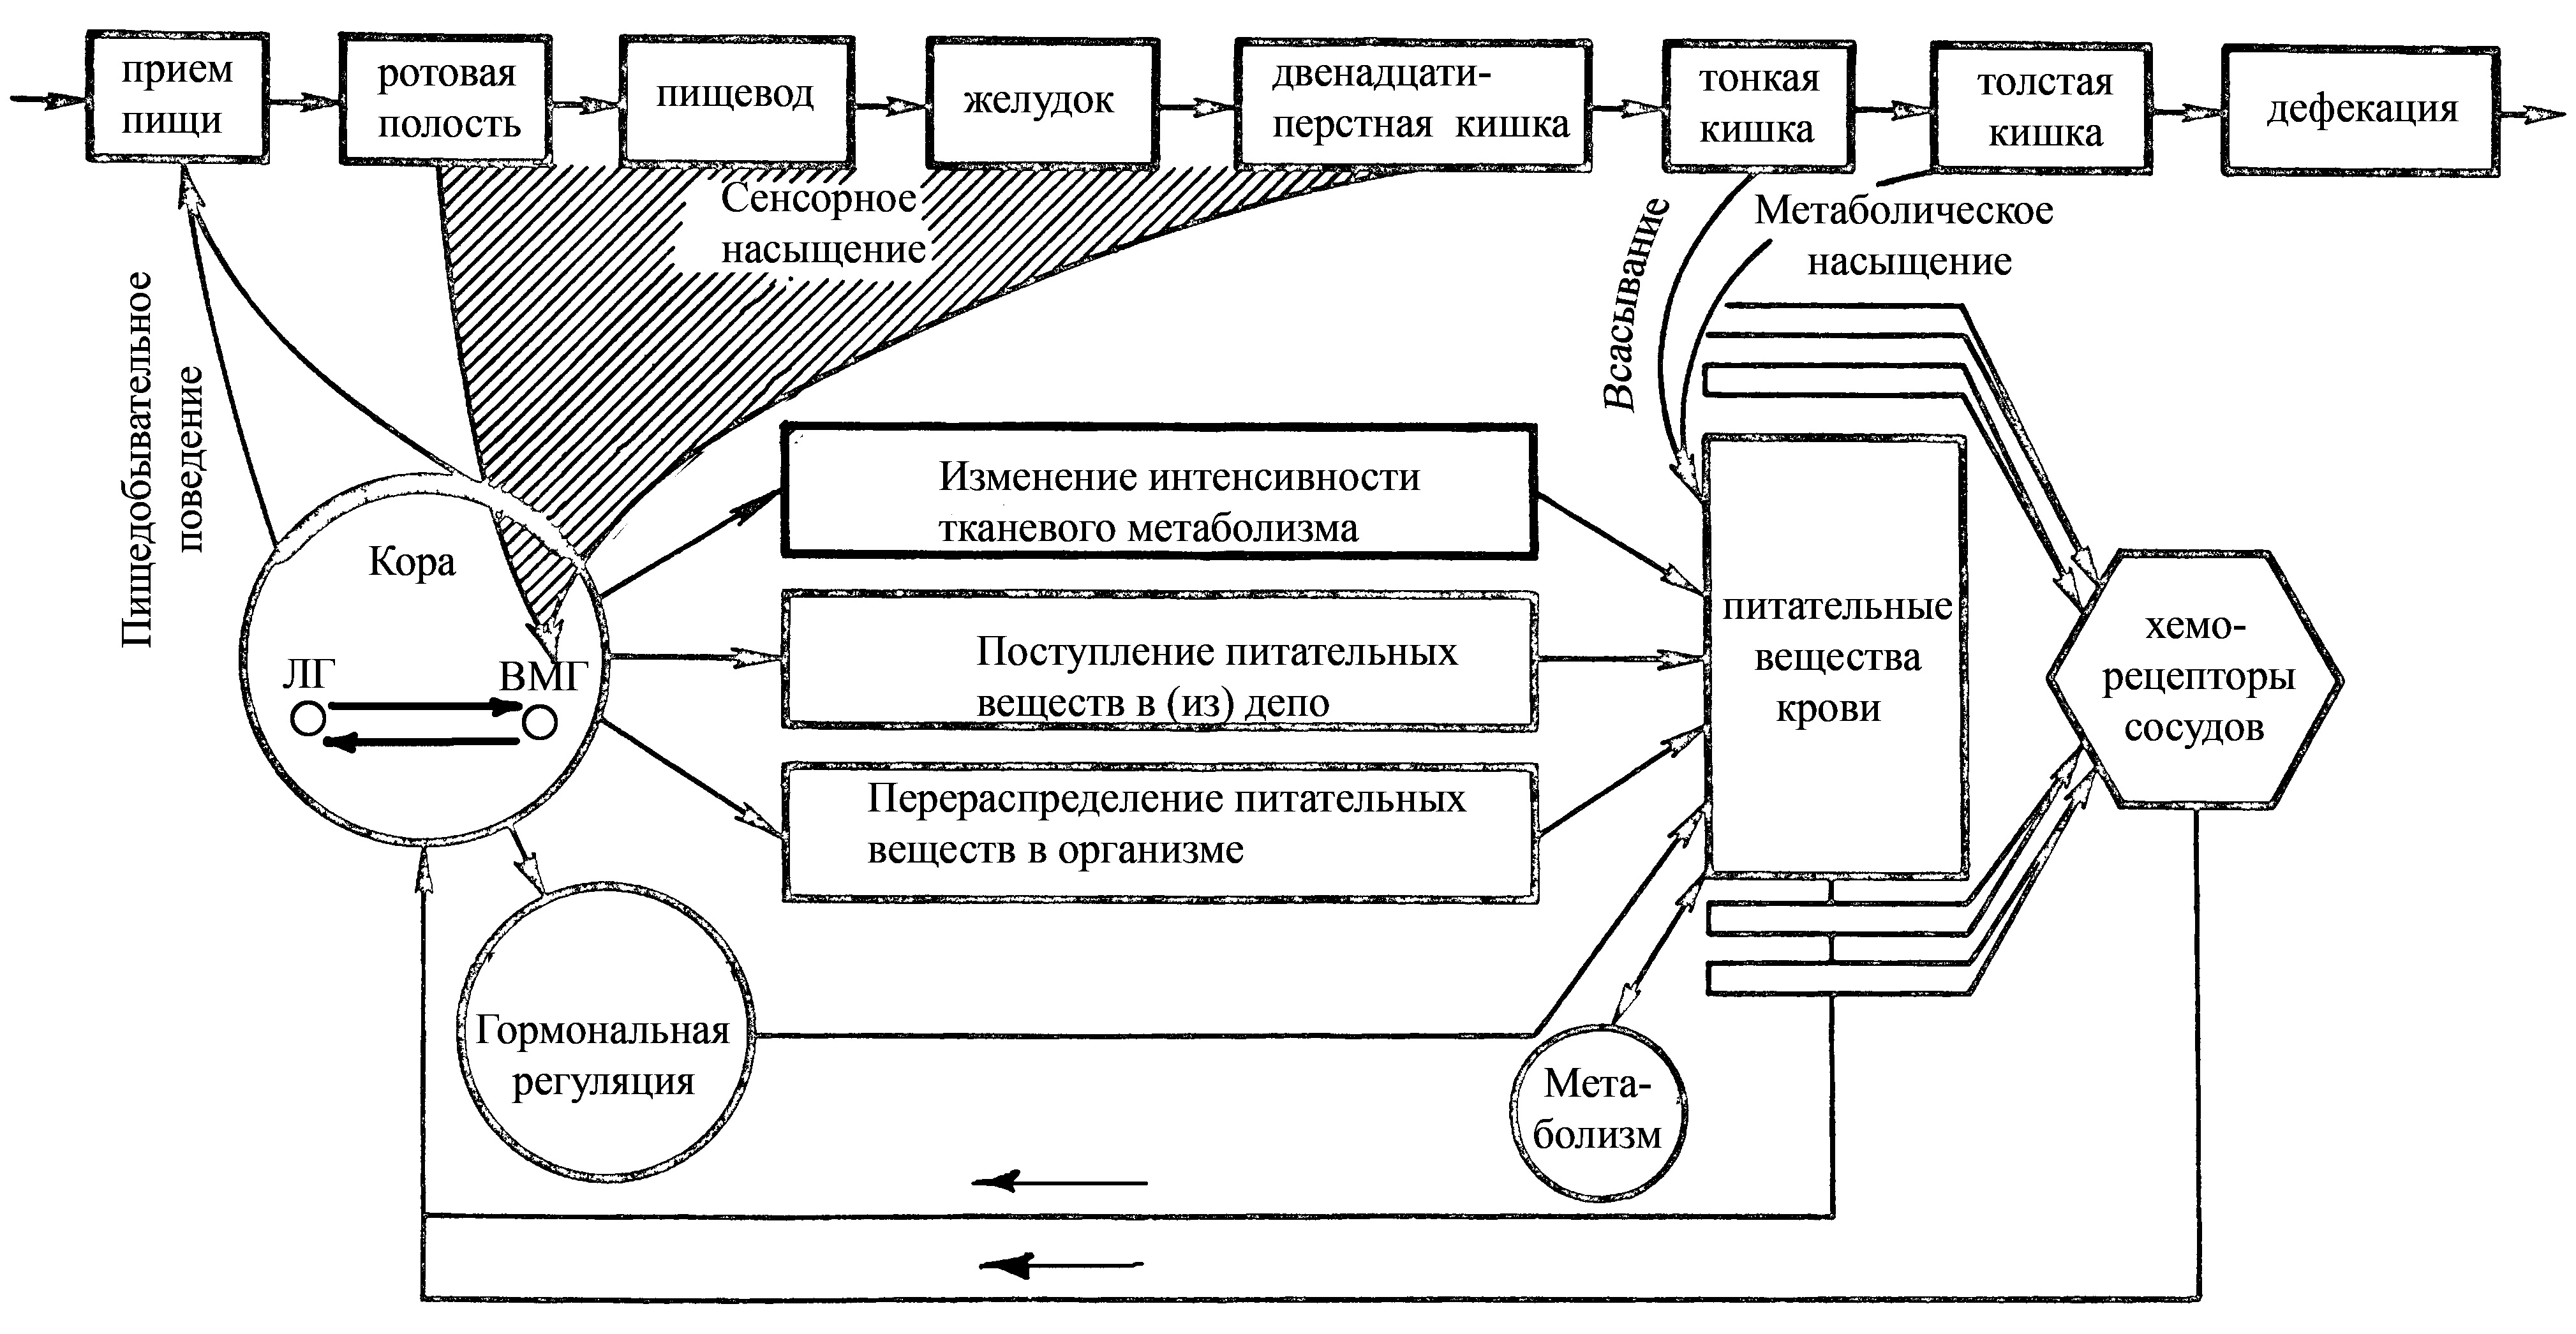 прием
пищи
ротовая
полость
пищевод
желудок
двенадцати-
перстная кишка
тонкая
кишка
толстая
кишка
дефекация
Сенсорное
насыщение
Всасывание
Метаболическое
насыщение
Пищедобывательное
поведение
Кора
ЛГ
ВМГ
Изменение интенсивности
тканевого метаболизма
Поступление питательных
веществ в (из) депо
Перераспределение питательных
веществ в организме
питательные
вещества
крови
хемо-
рецепторы
сосудов
Гормональная
регуляция
Мета-
болизм